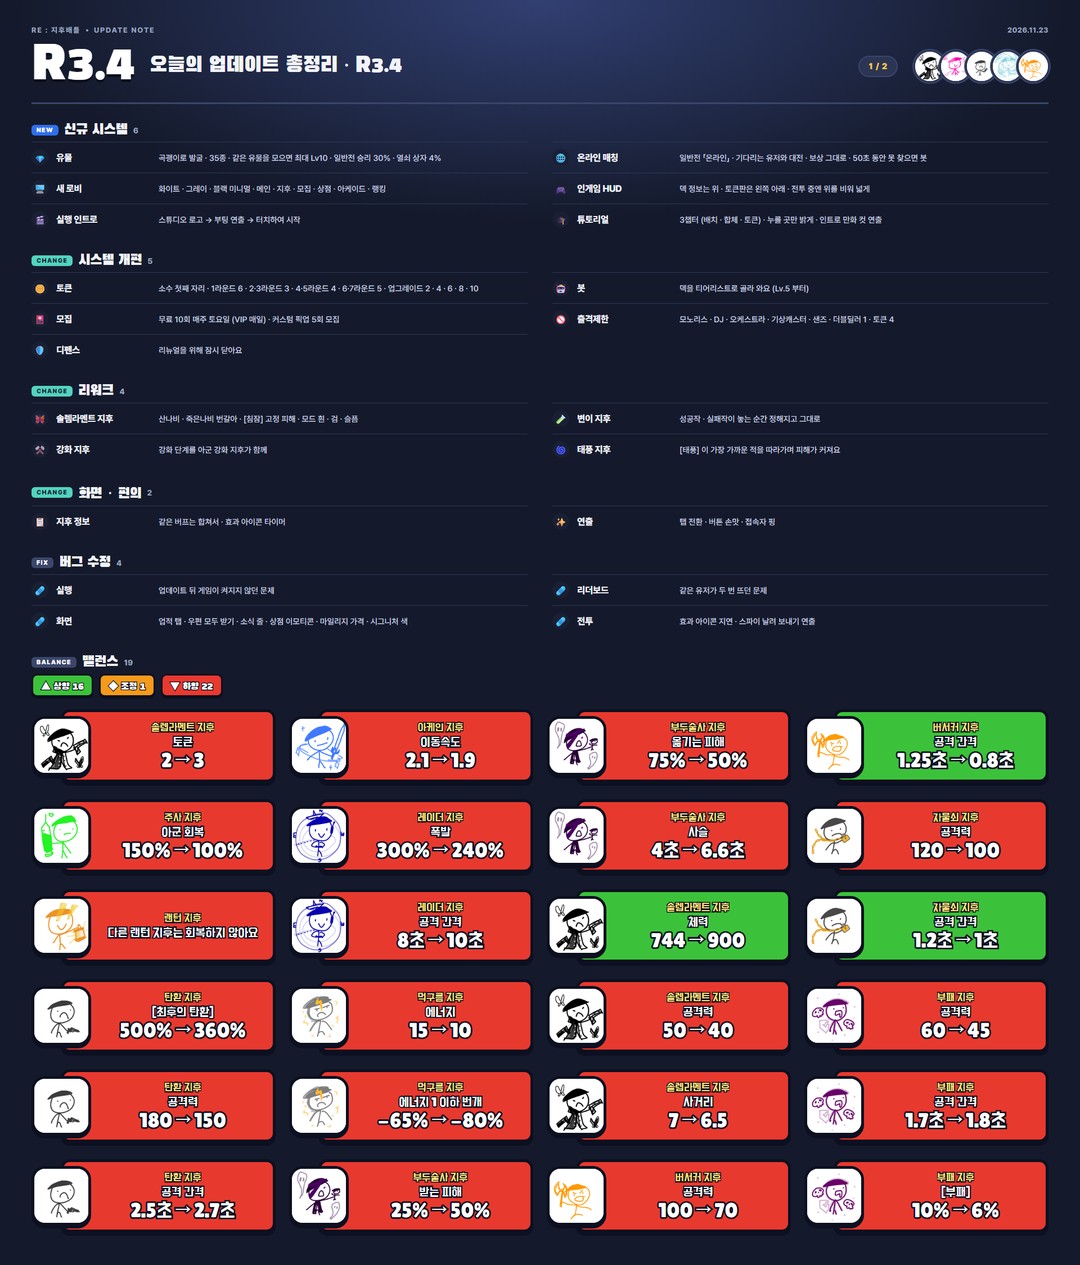 RE : 지후배틀 • UPDATE NOTE
2026.11.23
R3.4 오늘의 업데이트 총정리 · R3.4
1 / 2
NEW 신규 시스템 6
유물 곡괭이로 발굴 · 35종 · 같은 유물을 모으면 최대 Lv10 · 일반전 승리 30% · 열쇠 상자 4%
온라인 매칭 일반전 「온라인」 · 기다리는 유저와 대전 · 보상 그대로 · 50초 동안 못 찾으면 봇
새 로비 화이트 · 그레이 · 블랙 미니멀 · 메인 · 지후 · 모집 · 상점 · 아케이드 · 랭킹
인게임 HUD 덱 정보는 위 · 토큰판은 왼쪽 아래 · 전투 중엔 위를 비워 넓게
실행 인트로 스튜디오 로고 → 부팅 연출 → 터치하여 시작
튜토리얼 3챕터 (배치 · 합체 · 토큰) · 누를 곳만 밝게 · 인트로 만화 컷 연출
CHANGE 시스템 개편 5
토큰 소수 첫째 자리 · 1라운드 6 · 2·3라운드 3 · 4·5라운드 4 · 6·7라운드 5 · 업그레이드 2 · 4 · 6 · 8 · 10
봇 덱을 티어리스트로 골라 와요 (Lv.5 부터)
모집 무료 10회 매주 토요일 (VIP 매일) · 커스텀 픽업 5회 모집
출격제한 모노리스 · DJ · 오케스트라 · 기상캐스터 · 샌즈 · 더블딜러 1 · 토큰 4
디펜스 리뉴얼을 위해 잠시 닫아요
CHANGE 리워크 4
솔렘라멘트 지후 산나비 · 죽은나비 번갈아 · [침잠] 고정 피해 · 모드 흰 · 검 · 슬픔
변이 지후 성공작 · 실패작이 놓는 순간 정해지고 그대로
강화 지후 강화 단계를 아군 강화 지후가 함께
태풍 지후 [태풍] 이 가장 가까운 적을 따라가며 피해가 커져요
CHANGE 화면 · 편의 2
지후 정보 같은 버프는 합쳐서 · 효과 아이콘 타이머
연출 탭 전환 · 버튼 손맛 · 접속자 핑
FIX 버그 수정 4
실행 업데이트 뒤 게임이 켜지지 않던 문제
리더보드 같은 유저가 두 번 뜨던 문제
화면 업적 탭 · 우편 모두 받기 · 소식 줄 · 상점 이모티콘 · 마일리지 가격 · 시그니처 색
전투 효과 아이콘 지연 · 스파이 날려 보내기 연출
BALANCE 밸런스 19
▲ 상향 16 ◆ 조정 1 ▼ 하향 22
솔렘라멘트 지후
토큰
2→3
아케인 지후
이동속도
2.1→1.9
부두술사 지후
옮기는 피해
75%→50%
버서커 지후
공격 간격
1.25초→0.8초
주사 지후
아군 회복
150%→100%
레이더 지후
폭발
300%→240%
부두술사 지후
사슬
4초→6.6초
자물쇠 지후
공격력
120→100
랜턴 지후
다른 랜턴 지후는 회복하지 않아요
레이더 지후
공격 간격
8초→10초
솔렘라멘트 지후
체력
744→900
자물쇠 지후
공격 간격
1.2초→1초
탄환 지후
[최후의 탄환]
500%→360%
먹구름 지후
에너지
15→10
솔렘라멘트 지후
공격력
50→40
부패 지후
공격력
60→45
탄환 지후
공격력
180→150
먹구름 지후
에너지 1 이하 번개
−65%→−80%
솔렘라멘트 지후
사거리
7→6.5
부패 지후
공격 간격
1.7초→1.8초
탄환 지후
공격 간격
2.5초→2.7초
부두술사 지후
받는 피해
25%→50%
버서커 지후
공격력
100→70
부패 지후
[부패]
10%→6%